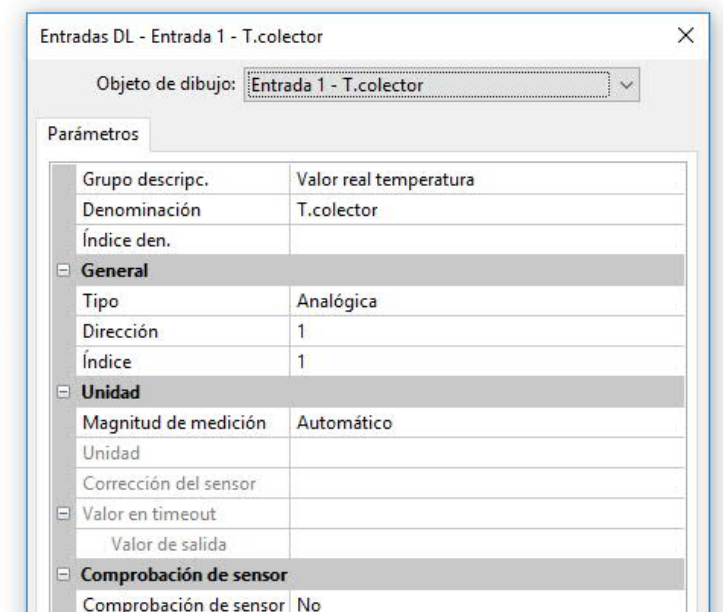 Entradas DL - Entrada 1 - T.colector
Objeto de dibujo: Entrada 1 - T.colector
Parámetros
Grupo descripc. Valor real temperatura
Denominación T.colector
Índice den.
General
Tipo Analógica
Dirección 1
Índice 1
Unidad
Magnitud de medición Automático
Unidad
Corrección del sensor
Valor en timeout
Valor de salida
Comprobación de sensor
Comprobación de sensor No